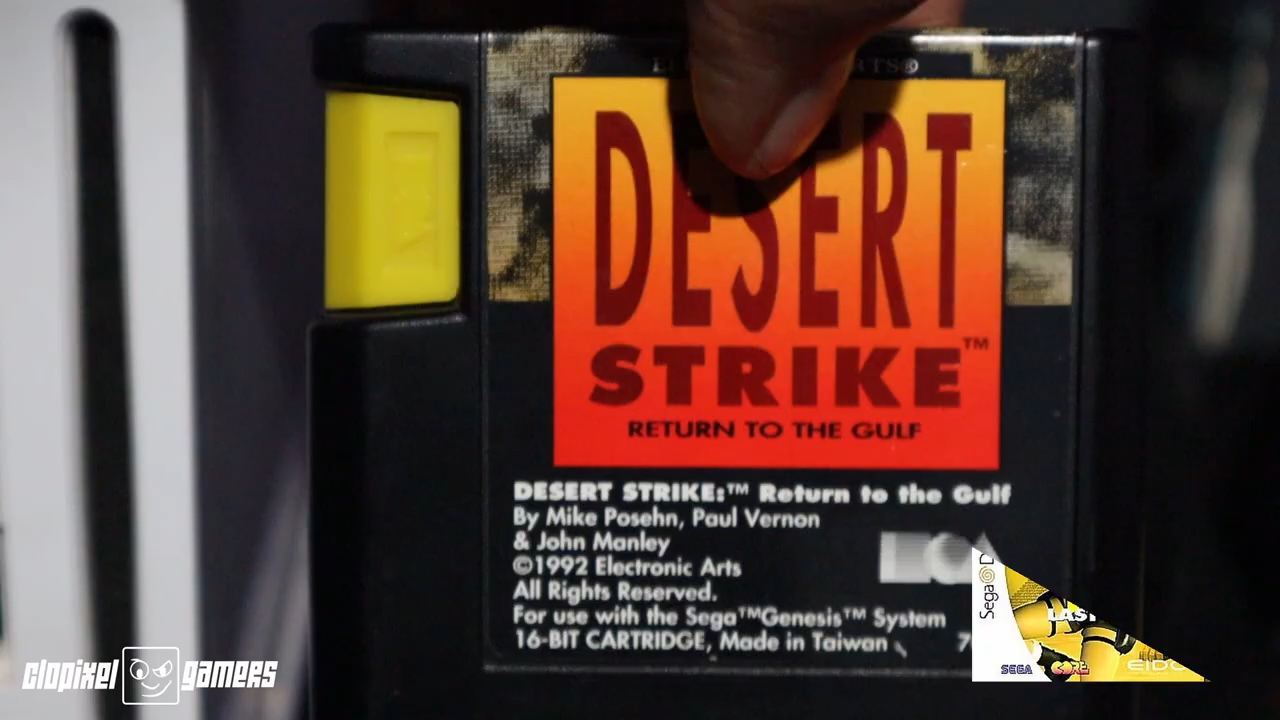 DESERT
STRIKE™
RETURN TO THE GULF
DESERT STRIKE:™ Return to the Gulf
By Mike Posehn, Paul Vernon
& John Manley
©1992 Electronic Arts
All Rights Reserved.
For use with the Sega™Genesis™ System
16-BIT CARTRIDGE, Made in Taiwan
Sega
LAST
SEGA CORE
clopixel gamers